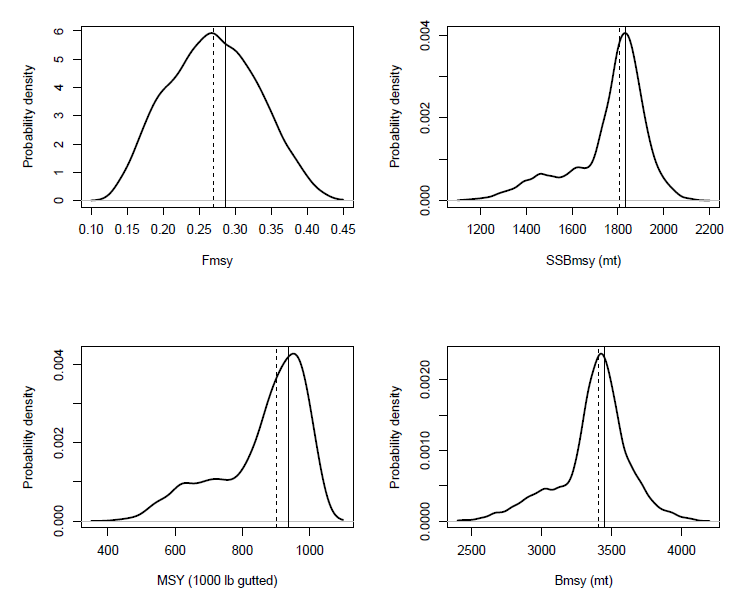 Probability density
0 1 2 3 4 5 6
0.10 0.15 0.20 0.25 0.30 0.35 0.40 0.45
Fmsy
Probability density
0.000 0.002 0.004
1200 1400 1600 1800 2000 2200
SSBmsy (mt)
Probability density
0.000 0.002 0.004
400 600 800 1000
MSY (1000 lb gutted)
Probability density
0.0000 0.0010 0.0020
2500 3000 3500 4000
Bmsy (mt)